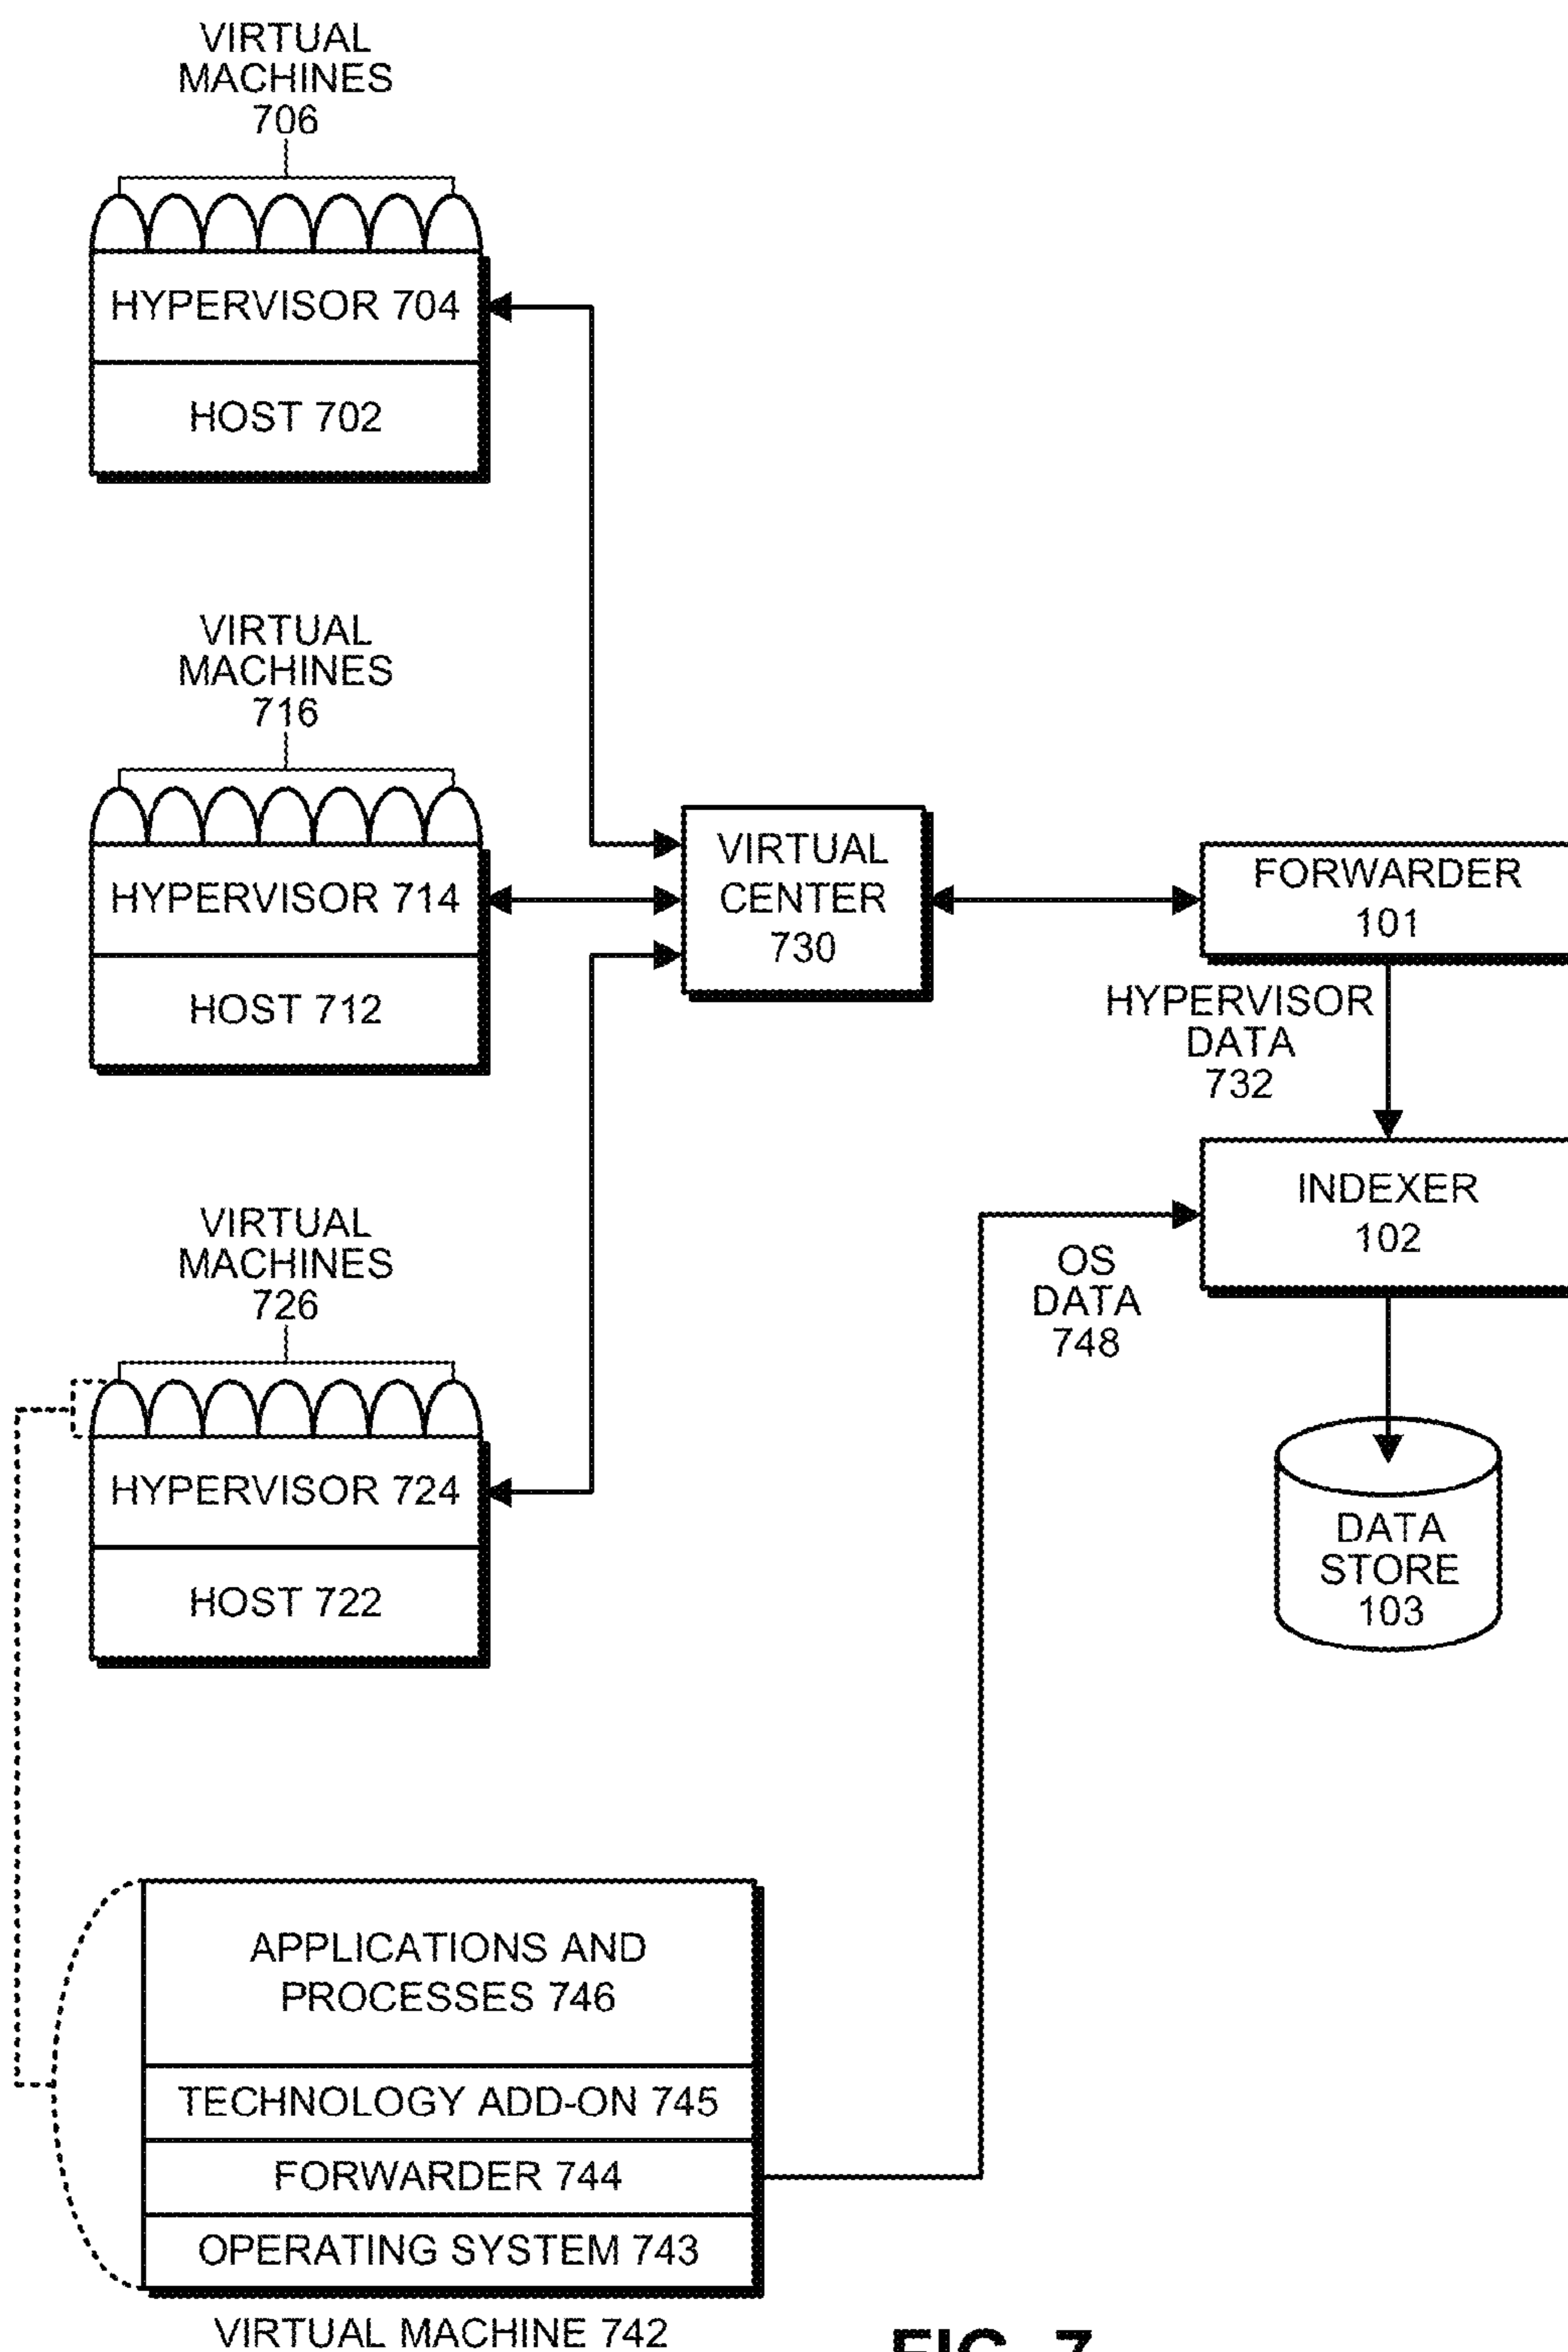 VIRTUAL
MACHINES
706
HYPERVISOR 704
HOST 702
VIRTUAL
MACHINES
716
HYPERVISOR 714
HOST 712
VIRTUAL
CENTER
730
FORWARDER
101
HYPERVISOR
DATA
732
INDEXER
102
OS
DATA
748
DATA
STORE
103
VIRTUAL
MACHINES
726
HYPERVISOR 724
HOST 722
APPLICATIONS AND
PROCESSES 746
TECHNOLOGY ADD-ON 745
FORWARDER 744
OPERATING SYSTEM 743
VIRTUAL MACHINE 742
FIG. 7